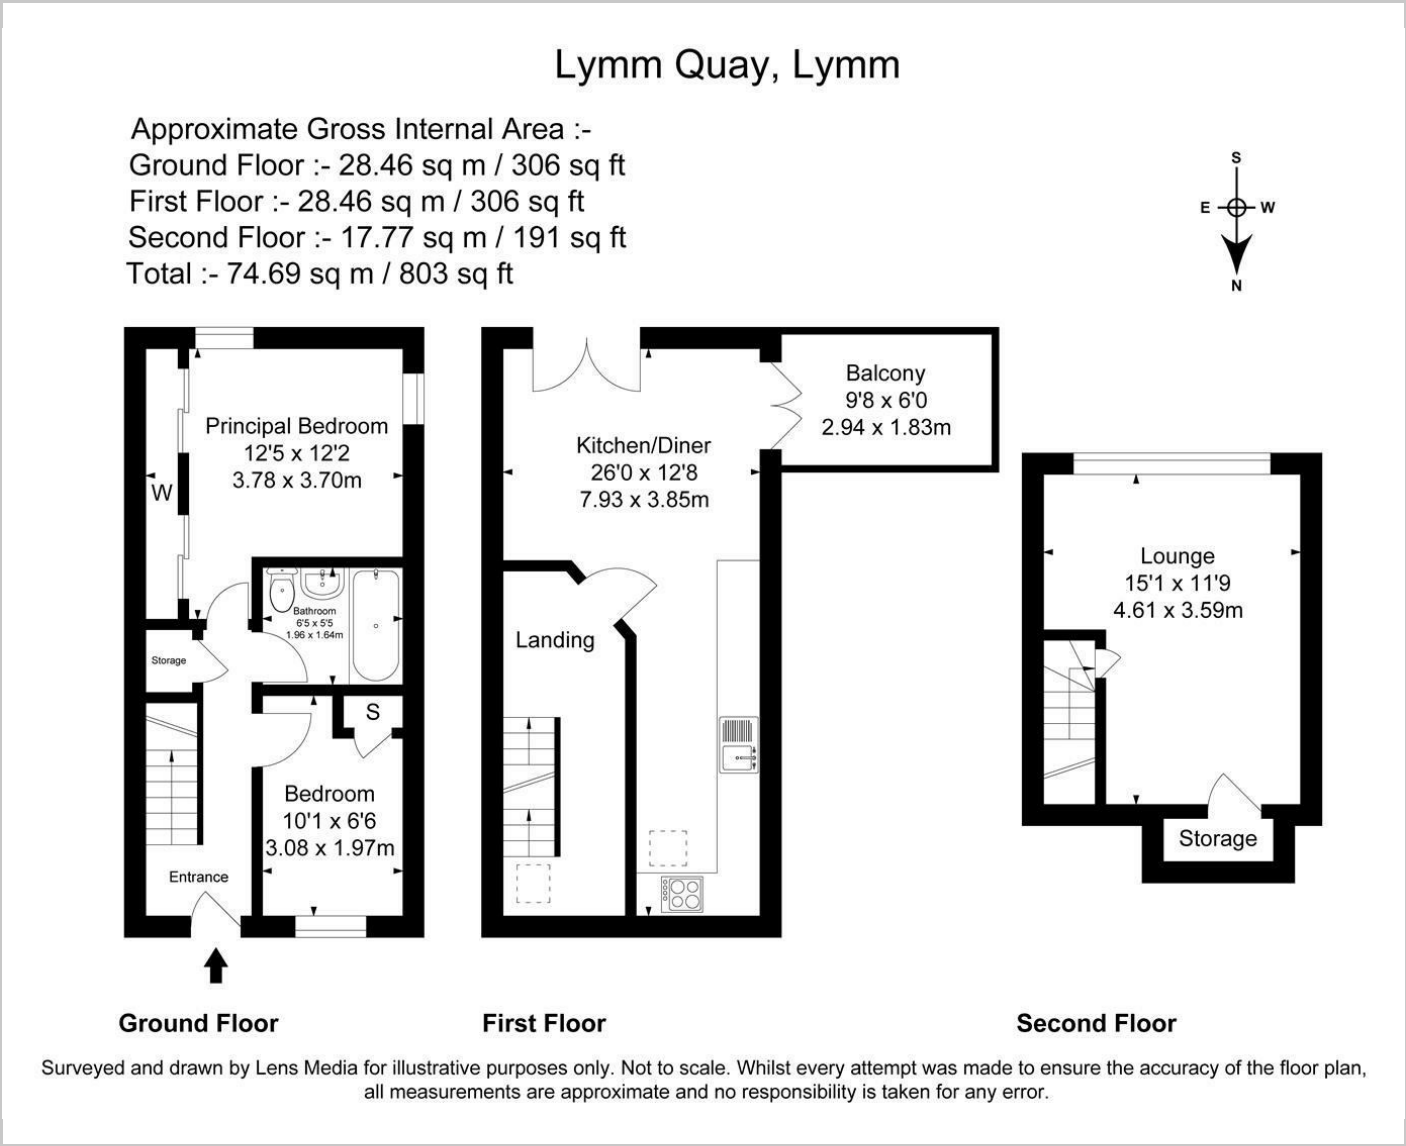 Lymm Quay, Lymm
Approximate Gross Internal Area :-
Ground Floor :- 28.46 sq m / 306 sq ft
First Floor :- 28.46 sq m / 306 sq ft
Second Floor :- 17.77 sq m / 191 sq ft
Total :- 74.69 sq m / 803 sq ft
S
E W
N
Principal Bedroom
12'5 x 12'2
3.78 x 3.70m
W
Bathroom
6'5 x 5'5
1.96 x 1.64m
Storage
S
Bedroom
10'1 x 6'6
3.08 x 1.97m
Entrance
Ground Floor
Balcony
9'8 x 6'0
2.94 x 1.83m
Kitchen/Diner
26'0 x 12'8
7.93 x 3.85m
Landing
First Floor
Lounge
15'1 x 11'9
4.61 x 3.59m
Storage
Second Floor
Surveyed and drawn by Lens Media for illustrative purposes only. Not to scale. Whilst every attempt was made to ensure the accuracy of the floor plan,
all measurements are approximate and no responsibility is taken for any error.